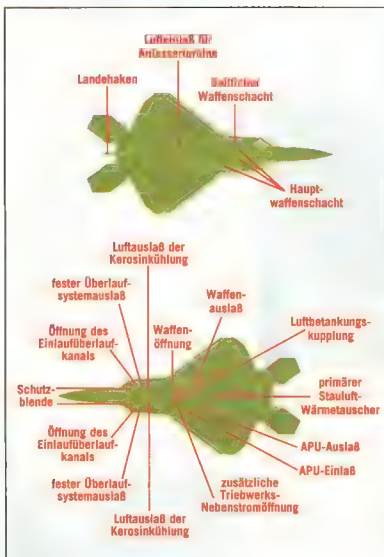 Lufteinlaß für
Landehaken
Seitlicher
Waffenschacht
Haupt-
waffenschacht
Luftauslaß der
Kerosinkühlung
fester Überlauf-
systemauslaß
Waffen-
auslaß
Öffnung des
Einlaufüberlauf-
kanals
Waffen-
öffnung
Luftbetankungs-
kupplung
Schutz-
blende
primärer
Stauluft-
Wärmetauscher
Öffnung des
Einlaufüberlauf-
kanals
APU-Auslaß
APU-Einlaß
fester Überlauf-
systemauslaß
zusätzliche
Triebwerks-
Nebenstromöffnung
Luftauslaß der
Kerosinkühlung